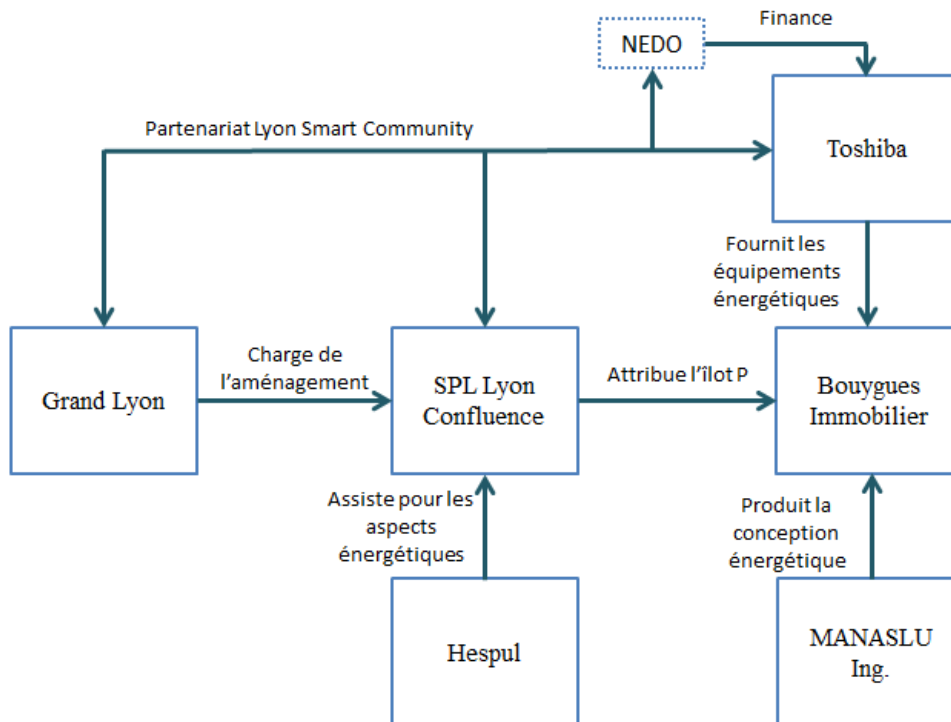 Finance
NEDO
Partenariat Lyon Smart Community
Toshiba
Fournit les
équipements
énergétiques
Grand Lyon
Charge de
l'aménagement
SPL Lyon
Confluence
Attribue l'îlot P
Bouygues
Immobilier
Assiste pour les
aspects
énergétiques
Produit la
conception
énergétique
Hespul
MANASLU
Ing.